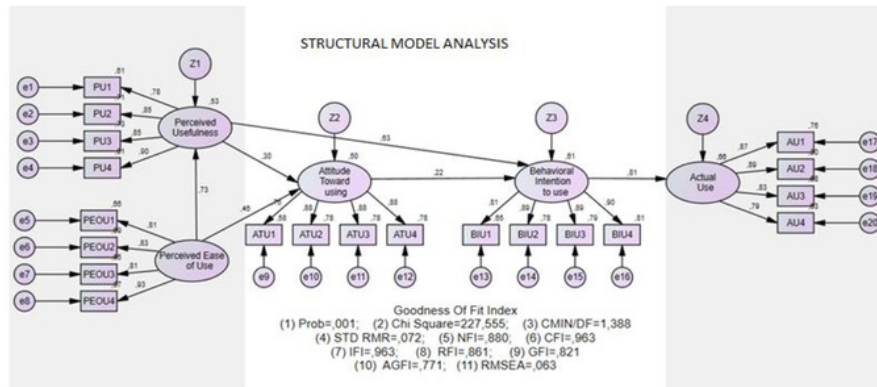 STRUCTURAL MODEL ANALYSIS
Z1
Z2
Z3
Z4
e1 PU1 ,61 ,78
e2 PU2 ,85
e3 PU3 ,85
e4 PU4 ,90
Perceived
Usefulness
,53
,73
e5 PEOU1 ,66 ,81
e6 PEOU2 ,83
e7 PEOU3 ,81
e8 PEOU4 ,93
Perceived Ease
of Use
,30
,63
Attitude
Toward
using
,22
Behavioral
Intention
to use
,61
,81
Actual
Use
,66
,88 ,88 ,88
ATU1 ,78 ATU2 ,78 ATU3 ,78 ATU4
e9 e10 e11 e12
,81 ,89 ,89 ,90
BIU1 ,78 BIU2 ,79 BIU3 ,81 BIU4
e13 e14 e15 e16
,87 ,76 AU1 e17
,89 AU2 e18
,83 AU3 e19
,79 ,63 AU4 e20
Goodness Of Fit Index
(1) Prob=,001; (2) Chi Square=227,555; (3) CMIN/DF=1,388
(4) STD RMR=,072; (5) NFI=,880; (6) CFI=,963
(7) IFI=,963; (8) RFI=,861; (9) GFI=,821
(10) AGFI=,771; (11) RMSEA=,063